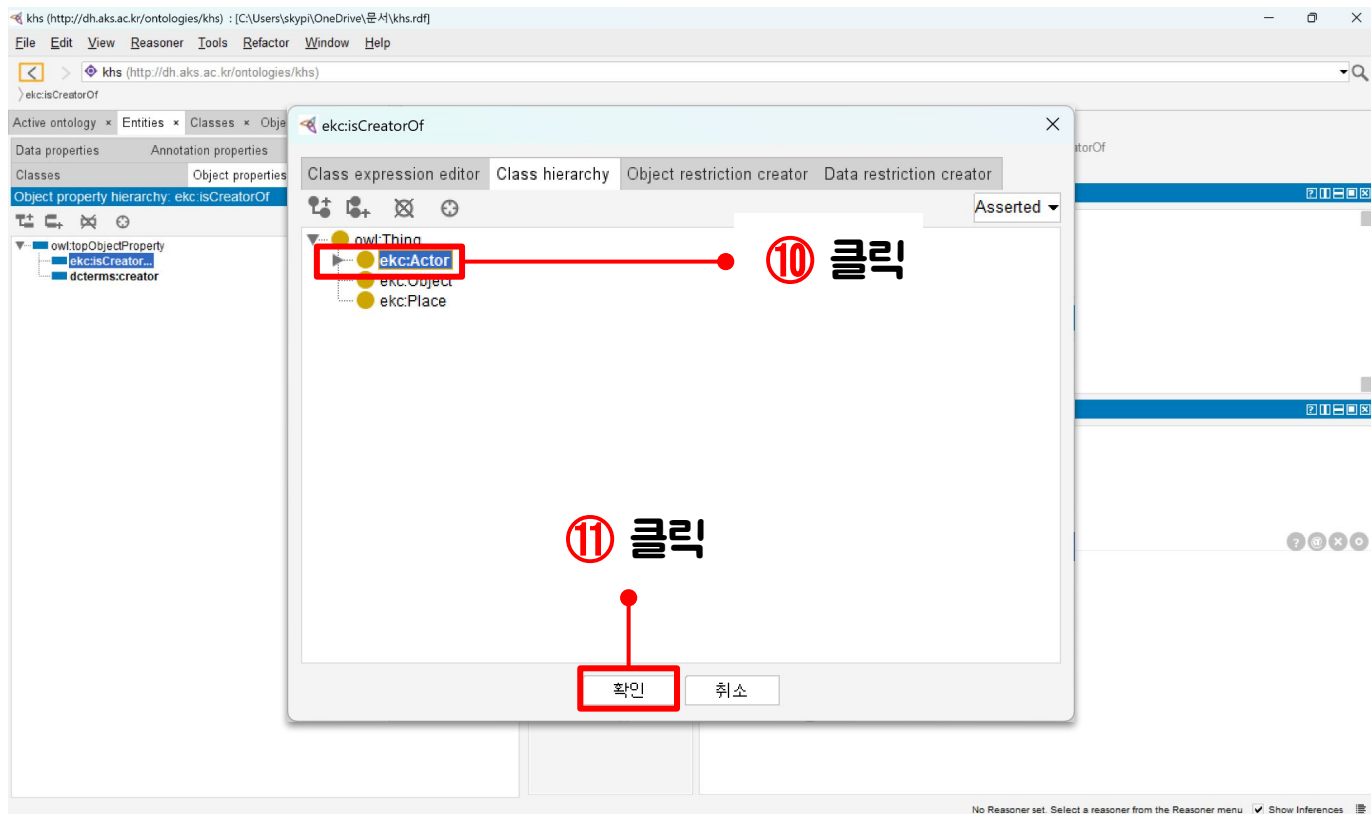 khs (http://dh.aks.ac.kr/ontologies/khs) : [C:\Users\skypi\OneDrive\문서\khs.rdf]
File Edit View Reasoner Tools Refactor Window Help
khs (http://dh.aks.ac.kr/ontologies/khs)
ekc:isCreatorOf
Active ontology × Entities × Classes × Obje
ekc:isCreatorOf
Data properties Annotation properties
atorOf
Classes Object properties
Class expression editor Class hierarchy Object restriction creator Data restriction creator
Object property hierarchy: ekc:isCreatorOf
Asserted
owl:topObjectProperty
ekc:isCreator...
dcterms:creator
owl:Thing
ekc:Actor
ekc:Object
ekc:Place
⑩ 클릭
⑪ 클릭
확인 취소
No Reasoner set. Select a reasoner from the Reasoner menu Show Inferences